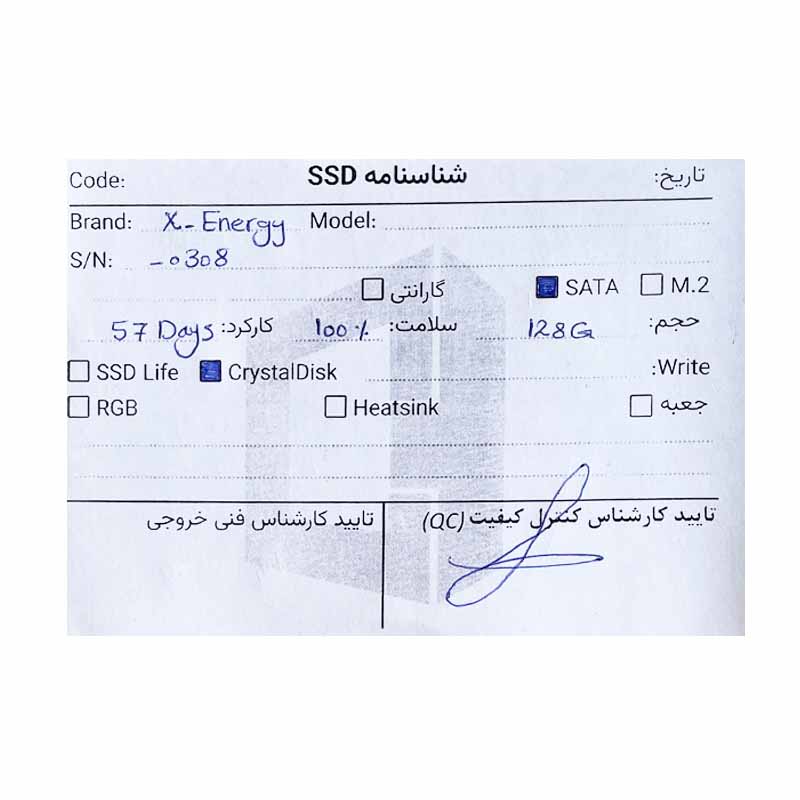 Code: شناسنامه SSD تاریخ:
Brand: X-Energy Model:
S/N: -0308
گارانتی SATA M.2
حجم: 128G سلامت: 100% کارکرد: 57 Days
SSD Life CrystalDisk Write:
RGB Heatsink جعبه
تایید کارشناس کنترل کیفیت (QC) تایید کارشناس فنی خروجی